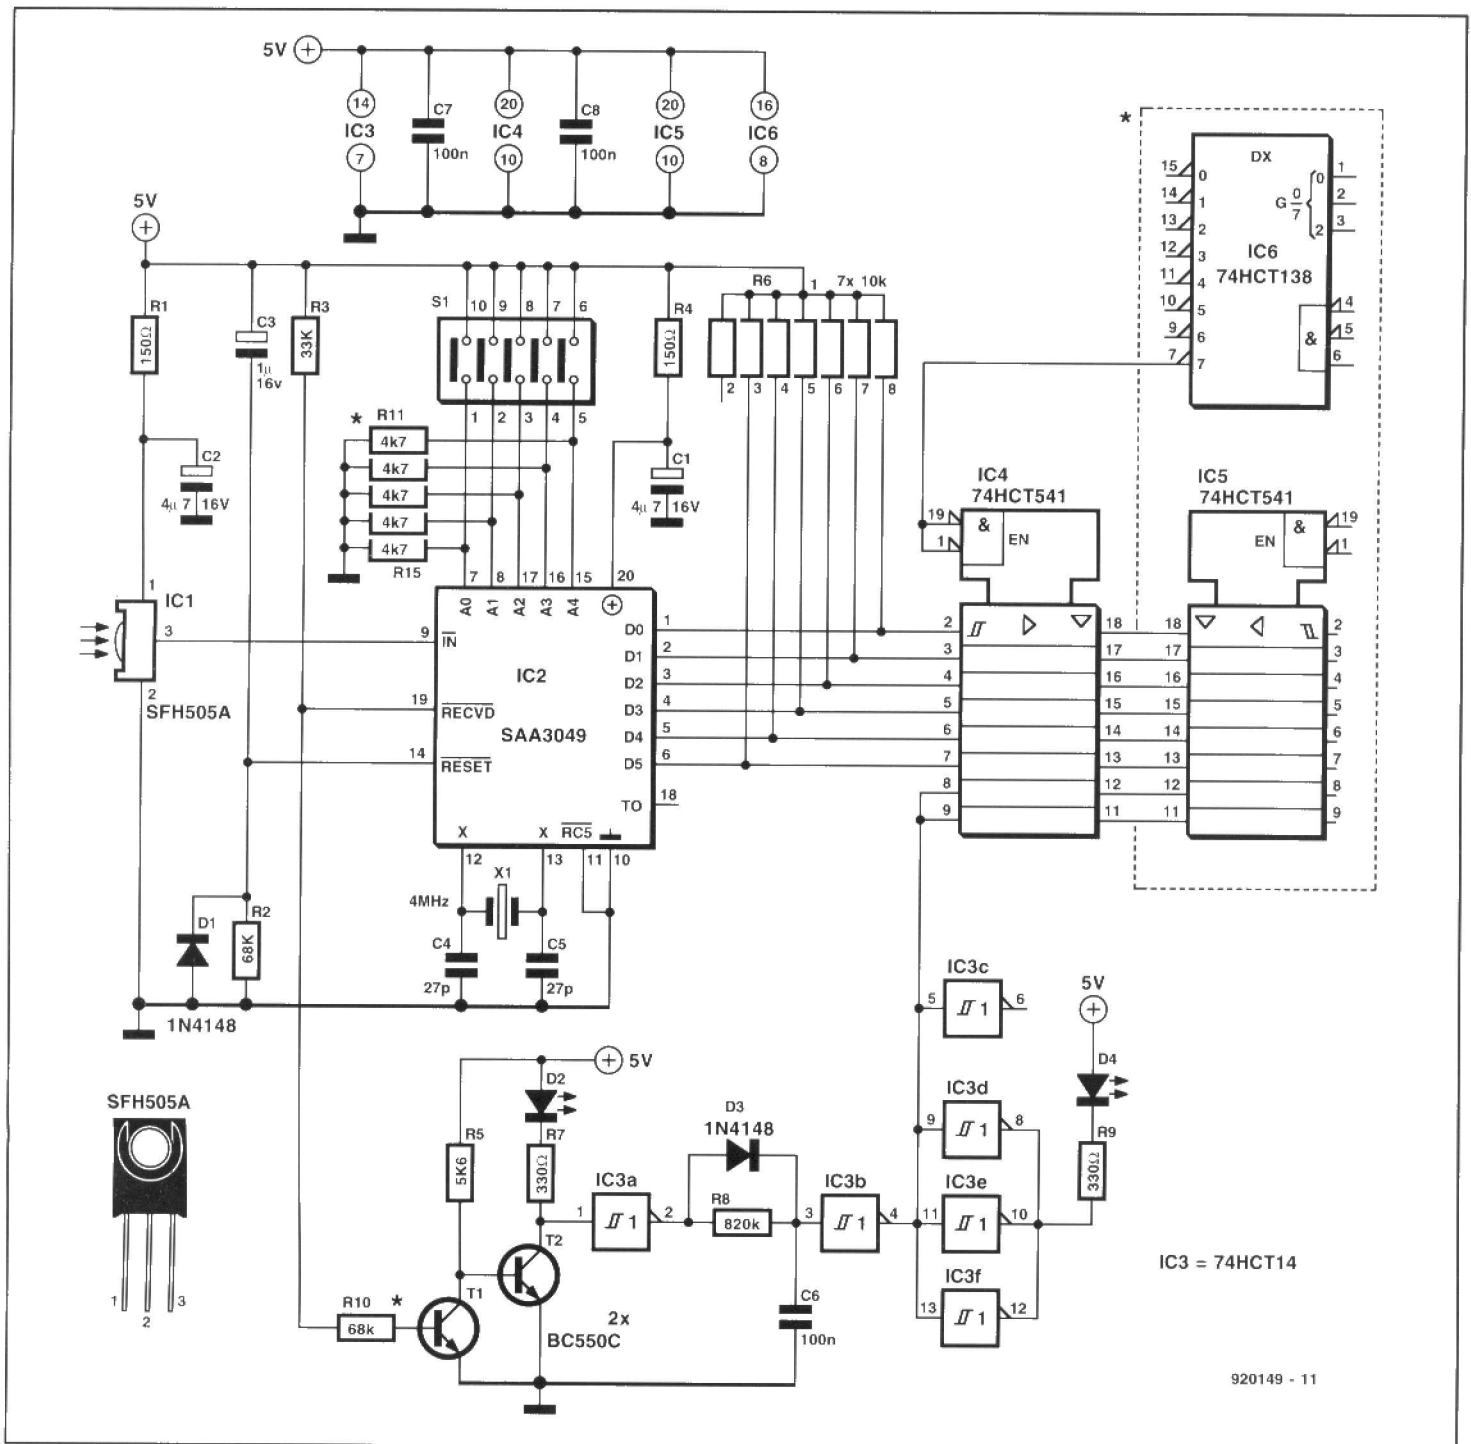 5V
14
IC3
7
C7
100n
20
IC4
10
C8
100n
20
IC5
10
16
IC6
8
5V
R1
150Ω
C3
1µ
16v
R3
33K
S1
10 9 8 7 6
1 2 3 4 5
R4
150Ω
R6 1 7x 10k
2 3 4 5 6 7 8
* R11
4k7
4k7
4k7
4k7
4k7
R15
C2
4µ7 16V
C1
4µ7 16V
*
DX
15 0
14 1
13 2
12 3
11 4
10 5
9 6
7 7
G 0/7
0 1
2
2 3
IC6
74HCT138
&
4
5
6
IC4
74HCT541
19
1
&
EN
IC5
74HCT541
&
EN
19
1
1
IC1
3
2
SFH505A
7 8 17 16 15 20
A0 A1 A2 A3 A4
9 IN
19 RECVD
14 RESET
IC2
SAA3049
D0 1
D1 2
D2 3
D3 4
D4 5
D5 6
TO 18
X X RC5
12 13 11 10
2 18 18 2
3 17 17 3
4 16 16 4
5 15 15 5
6 14 14 6
7 13 13 7
8 12 12 8
9 11 11 9
X1
4MHz
C4
27p
C5
27p
D1
1N4148
R2
68K
SFH505A
1
2
3
5V
R5
5K6
D2
R7
330Ω
T2
T1
R10 *
68k
2x
BC550C
IC3a
1 1 2
D3
1N4148
R8
820k
C6
100n
IC3b
3 1 4
IC3c
5 1 6
IC3d
9 1 8
IC3e
11 1 10
IC3f
13 1 12
5V
D4
R9
330Ω
IC3 = 74HCT14
920149 - 11